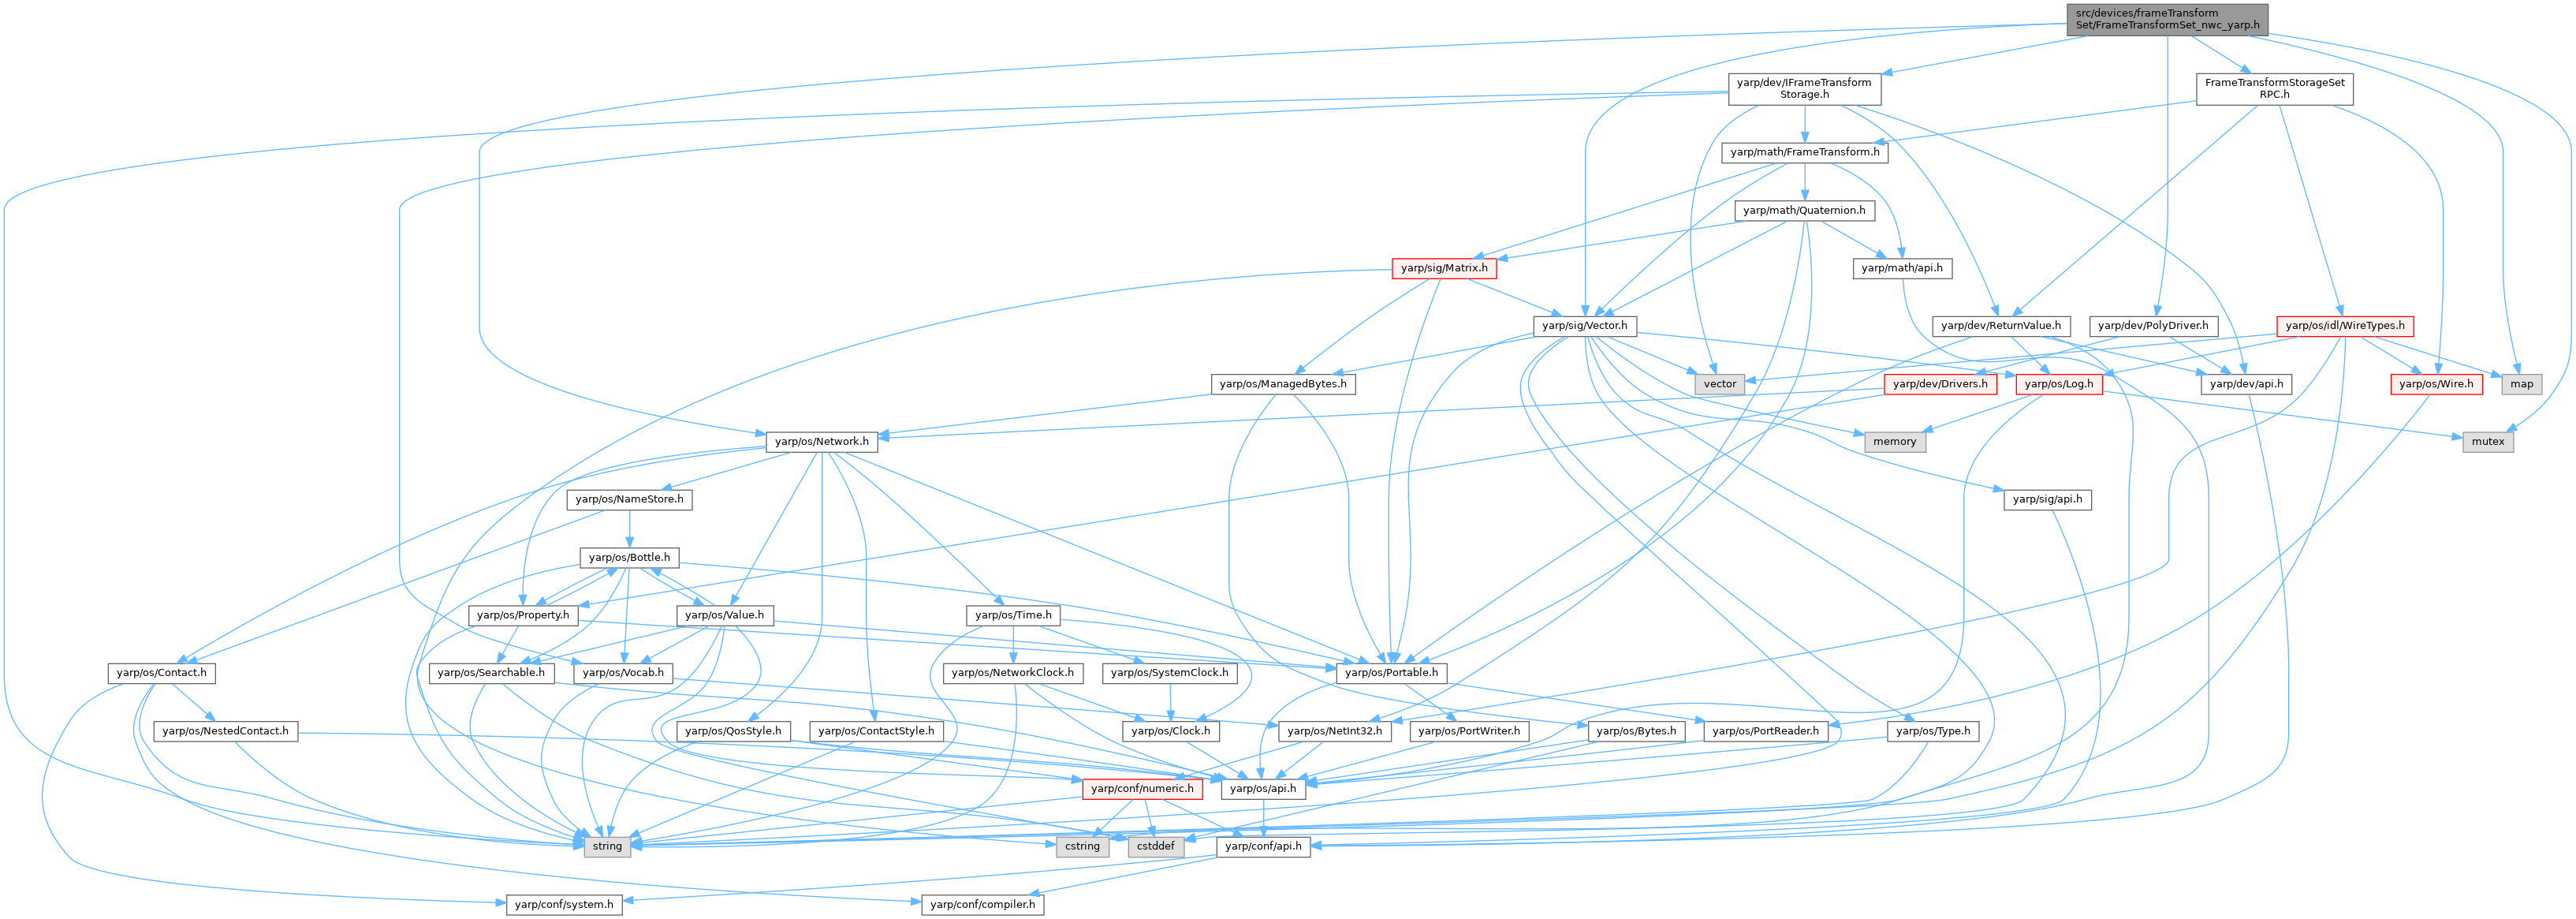 src/devices/frameTransform
Set/FrameTransformSet_nwc_yarp.h
yarp/dev/IFrameTransform
Storage.h
FrameTransformStorageSet
RPC.h
yarp/math/FrameTransform.h
yarp/math/Quaternion.h
yarp/sig/Matrix.h
yarp/math/api.h
yarp/sig/Vector.h
yarp/dev/ReturnValue.h
yarp/dev/PolyDriver.h
yarp/os/idl/WireTypes.h
yarp/os/ManagedBytes.h
vector
yarp/dev/Drivers.h
yarp/os/Log.h
yarp/dev/api.h
yarp/os/Wire.h
map
yarp/os/Network.h
memory
mutex
yarp/os/NameStore.h
yarp/sig/api.h
yarp/os/Bottle.h
yarp/os/Property.h
yarp/os/Value.h
yarp/os/Time.h
yarp/os/Contact.h
yarp/os/Searchable.h
yarp/os/Vocab.h
yarp/os/NetworkClock.h
yarp/os/SystemClock.h
yarp/os/Portable.h
yarp/os/NestedContact.h
yarp/os/QosStyle.h
yarp/os/ContactStyle.h
yarp/os/Clock.h
yarp/os/NetInt32.h
yarp/os/PortWriter.h
yarp/os/Bytes.h
yarp/os/PortReader.h
yarp/os/Type.h
yarp/conf/numeric.h
yarp/os/api.h
string
cstring
cstddef
yarp/conf/api.h
yarp/conf/system.h
yarp/conf/compiler.h